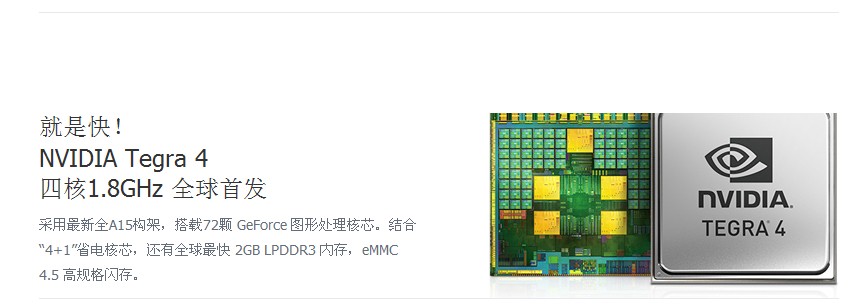 就是快！
NVIDIA Tegra 4
四核1.8GHz 全球首发
采用最新全A15构架，搭载72颗 GeForce 图形处理核芯。结合
“4+1”省电核芯，还有全球最快 2GB LPDDR3 内存，eMMC
4.5 高规格闪存。
NVIDIA.
TEGRA® 4